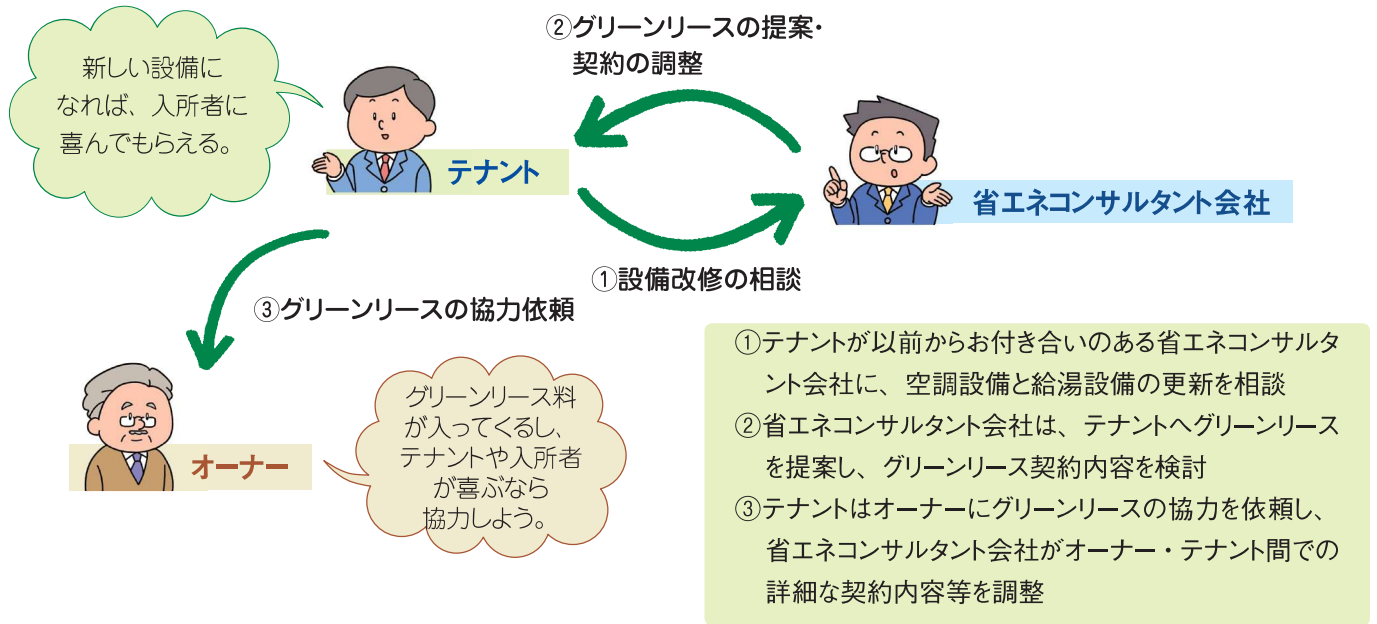 ②グリーンリースの提案・
契約の調整
新しい設備に
なれば、入所者に
喜んでもらえる。
テナント
省エネコンサルタント会社
①設備改修の相談
③グリーンリースの協力依頼
オーナー
グリーンリース料
が入ってくるし、
テナントや入所者
が喜ぶなら
協力しよう。
①テナントが以前からお付き合いのある省エネコンサルタ
ント会社に、空調設備と給湯設備の更新を相談
②省エネコンサルタント会社は、テナントへグリーンリース
を提案し、グリーンリース契約内容を検討
③テナントはオーナーにグリーンリースの協力を依頼し、
省エネコンサルタント会社がオーナー・テナント間での
詳細な契約内容等を調整